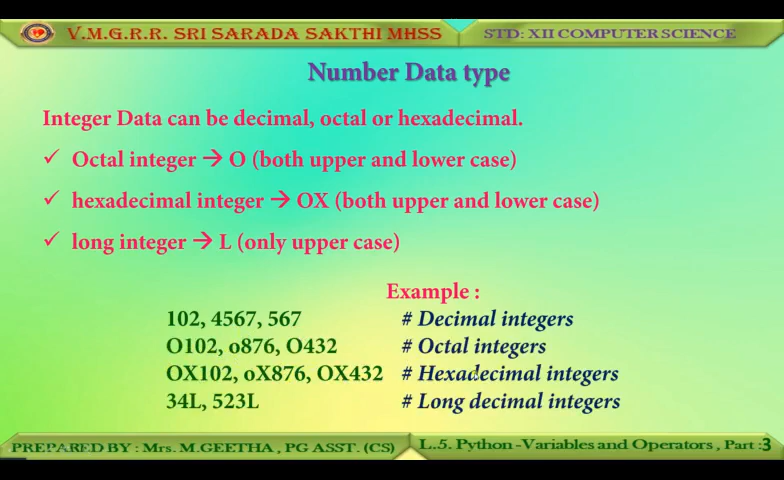 V.M.G.R.R. SRI SARADA SAKTHI MHSS
STD: XII COMPUTER SCIENCE
Number Data type
Integer Data can be decimal, octal or hexadecimal.
✓ Octal integer → O (both upper and lower case)
✓ hexadecimal integer → OX (both upper and lower case)
✓ long integer → L (only upper case)
Example :
102, 4567, 567 # Decimal integers
O102, o876, O432 # Octal integers
OX102, oX876, OX432 # Hexadecimal integers
34L, 523L # Long decimal integers
PREPARED BY : Mrs. M.GEETHA , PG ASST. (CS)
L.5. Python -Variables and Operators , Part :3